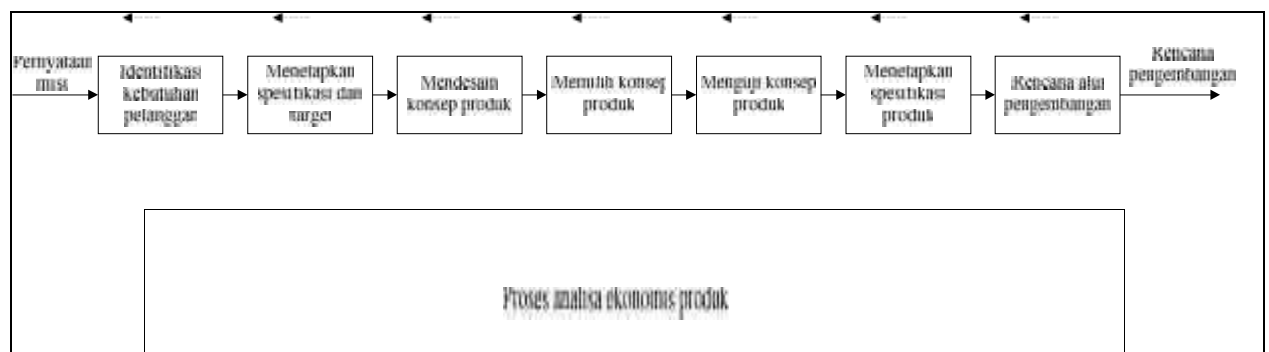 Pernyataan
misi
Identifikasi
kebutuhan
pelanggan
Menetapkan
spesifikasi dan
target
Mendesain
konsep produk
Memilih konsep
produk
Menguji konsep
produk
Menetapkan
spesifikasi
produk
Rencana alur
pengembangan
Rencana
pengembangan
Proses analisa ekonomis produk